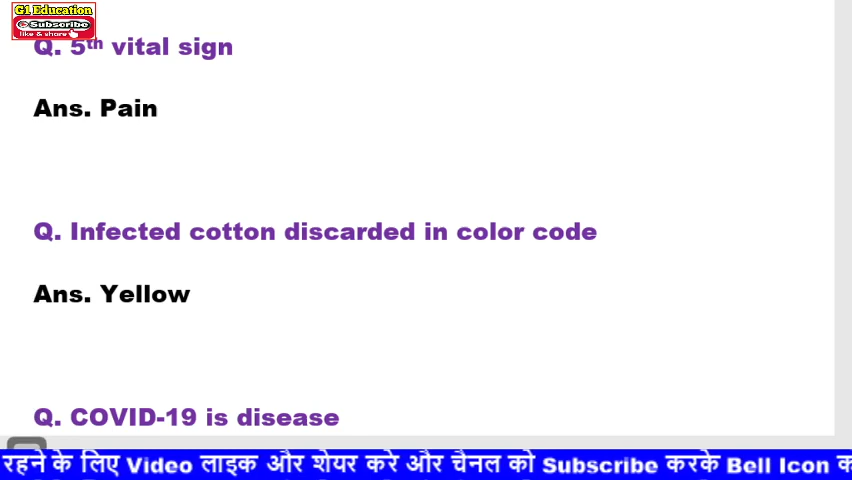 G1 Education
Subscribe
like & share
Q. 5th vital sign
Ans. Pain
Q. Infected cotton discarded in color code
Ans. Yellow
Q. COVID-19 is disease
रहने के लिए Video लाइक और शेयर करे और चैनल को Subscribe करके Bell Icon क